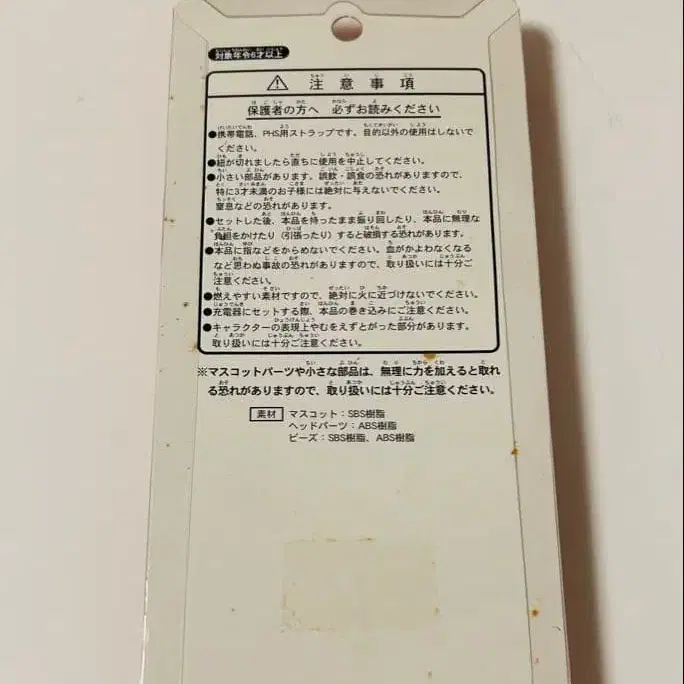 対象年令6才以上
⚠ 注意事項
保護者の方へ 必ずお読みください
●携帯電話、PHS用ストラップです。目的以外の使用はしないで
ください。
●紐が切れましたら直ちに使用を中止してください。
●小さい部品があります。誤飲・誤食の恐れがありますので、
特に3才未満のお子様には絶対に与えないでください。
窒息などの恐れがあります。
●セットした後、本品を持ったまま振り回したり、本品に無理な
負担をかけたり（引張ったり）すると破損する恐れがあります。
●本品に指などをからめないでください。血がかよわなくなる
など思わぬ事故の恐れがありますので、取り扱いには十分ご
注意ください。
●燃えやすい素材ですので、絶対に火に近づけないでください。
●充電器にセットする際、本品の巻き込みにご注意ください。
●キャラクターの表現上やむをえずとがった部分があります。
取り扱いには十分ご注意ください。
※マスコットパーツや小さな部品は、無理に力を加えると取れ
る恐れがありますので、取り扱いには十分ご注意ください。
素材 マスコット：SBS樹脂
ヘッドパーツ：ABS樹脂
ビーズ：SBS樹脂、ABS樹脂